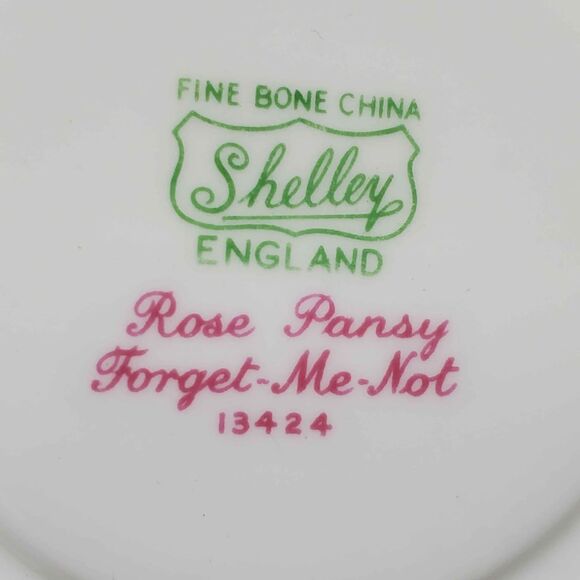 FINE BONE CHINA
Shelley
ENGLAND
Rose Pansy
Forget-Me-Not
13424